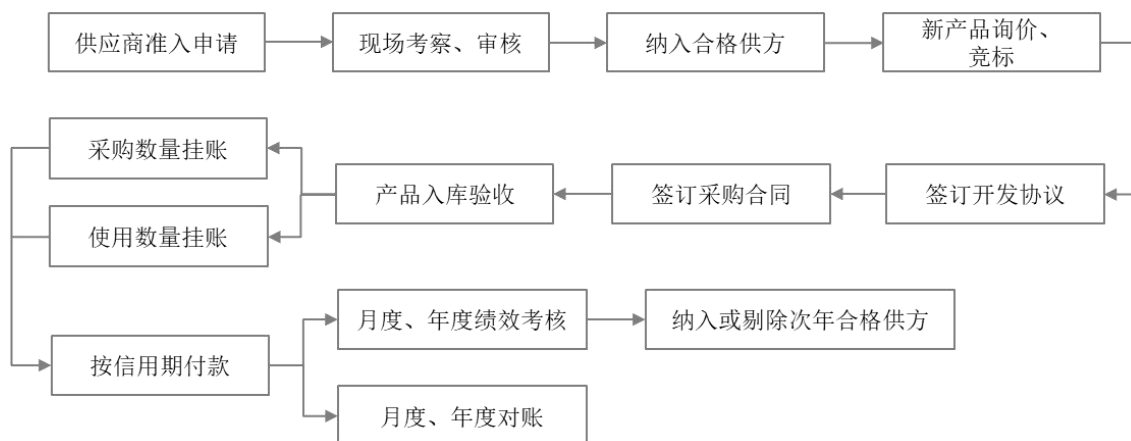 供应商准入申请
现场考察、审核
纳入合格供方
新产品询价、
竞标
采购数量挂账
使用数量挂账
产品入库验收
签订采购合同
签订开发协议
月度、年度绩效考核
纳入或剔除次年合格供方
按信用期付款
月度、年度对账